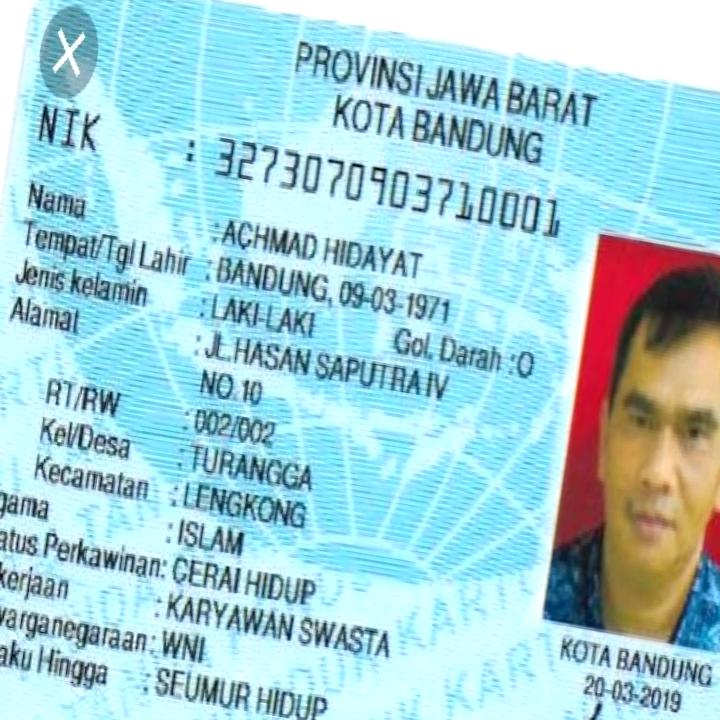 PROVINSI JAWA BARAT
KOTA BANDUNG
NIK : 3273070903710001
Nama : ACHMAD HIDAYAT
Tempat/Tgl Lahir : BANDUNG, 09-03-1971
Jenis kelamin : LAKI-LAKI Gol. Darah : O
Alamat : JL.HASAN SAPUTRA IV
NO.10
RT/RW : 002/002
Kel/Desa : TURANGGA
Kecamatan : LENGKONG
gama : ISLAM
atus Perkawinan: CERAI HIDUP
kerjaan : KARYAWAN SWASTA
warganegaraan: WNI
aku Hingga : SEUMUR HIDUP
KOTA BANDUNG
20-03-2019